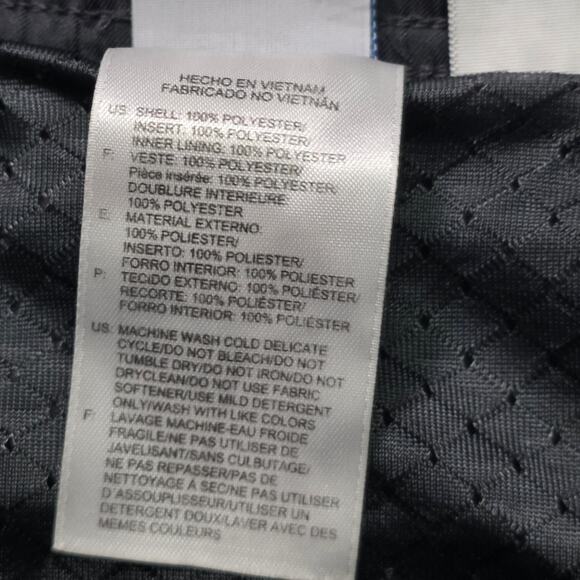 HECHO EN VIETNAM
FABRICADO NO VIETNÃN
US: SHELL: 100% POLYESTER/
INSERT: 100% POLYESTER/
INNER LINING: 100% POLYESTER
F: VESTE: 100% POLYESTER/
Pièce insérée: 100% POLYESTER/
DOUBLURE INTERIEURE:
100% POLYESTER
E: MATERIAL EXTERNO:
100% POLIESTER/
INSERTO: 100% POLIESTER/
FORRO INTERIOR: 100% POLIESTER
P: TECIDO EXTERNO: 100% POLIÉSTER/
RECORTE: 100% POLIÉSTER/
FORRO INTERIOR: 100% POLIÉSTER
US: MACHINE WASH COLD DELICATE
CYCLE/DO NOT BLEACH/DO NOT
TUMBLE DRY/DO NOT IRON/DO NOT
DRYCLEAN/DO NOT USE FABRIC
SOFTENER/USE MILD DETERGENT
ONLY/WASH WITH LIKE COLORS
F: LAVAGE MACHINE-EAU FROIDE
FRAGILE/NE PAS UTILISER DE
JAVELISANT/SANS CULBUTAGE/
NE PAS REPASSER/PAS DE
NETTOYAGE A SEC/NE PAS UTILISER
D'ASSOUPLISSEUR/UTILISER UN
DETERGENT DOUX/LAVER AVEC DES
MEMES COULEURS